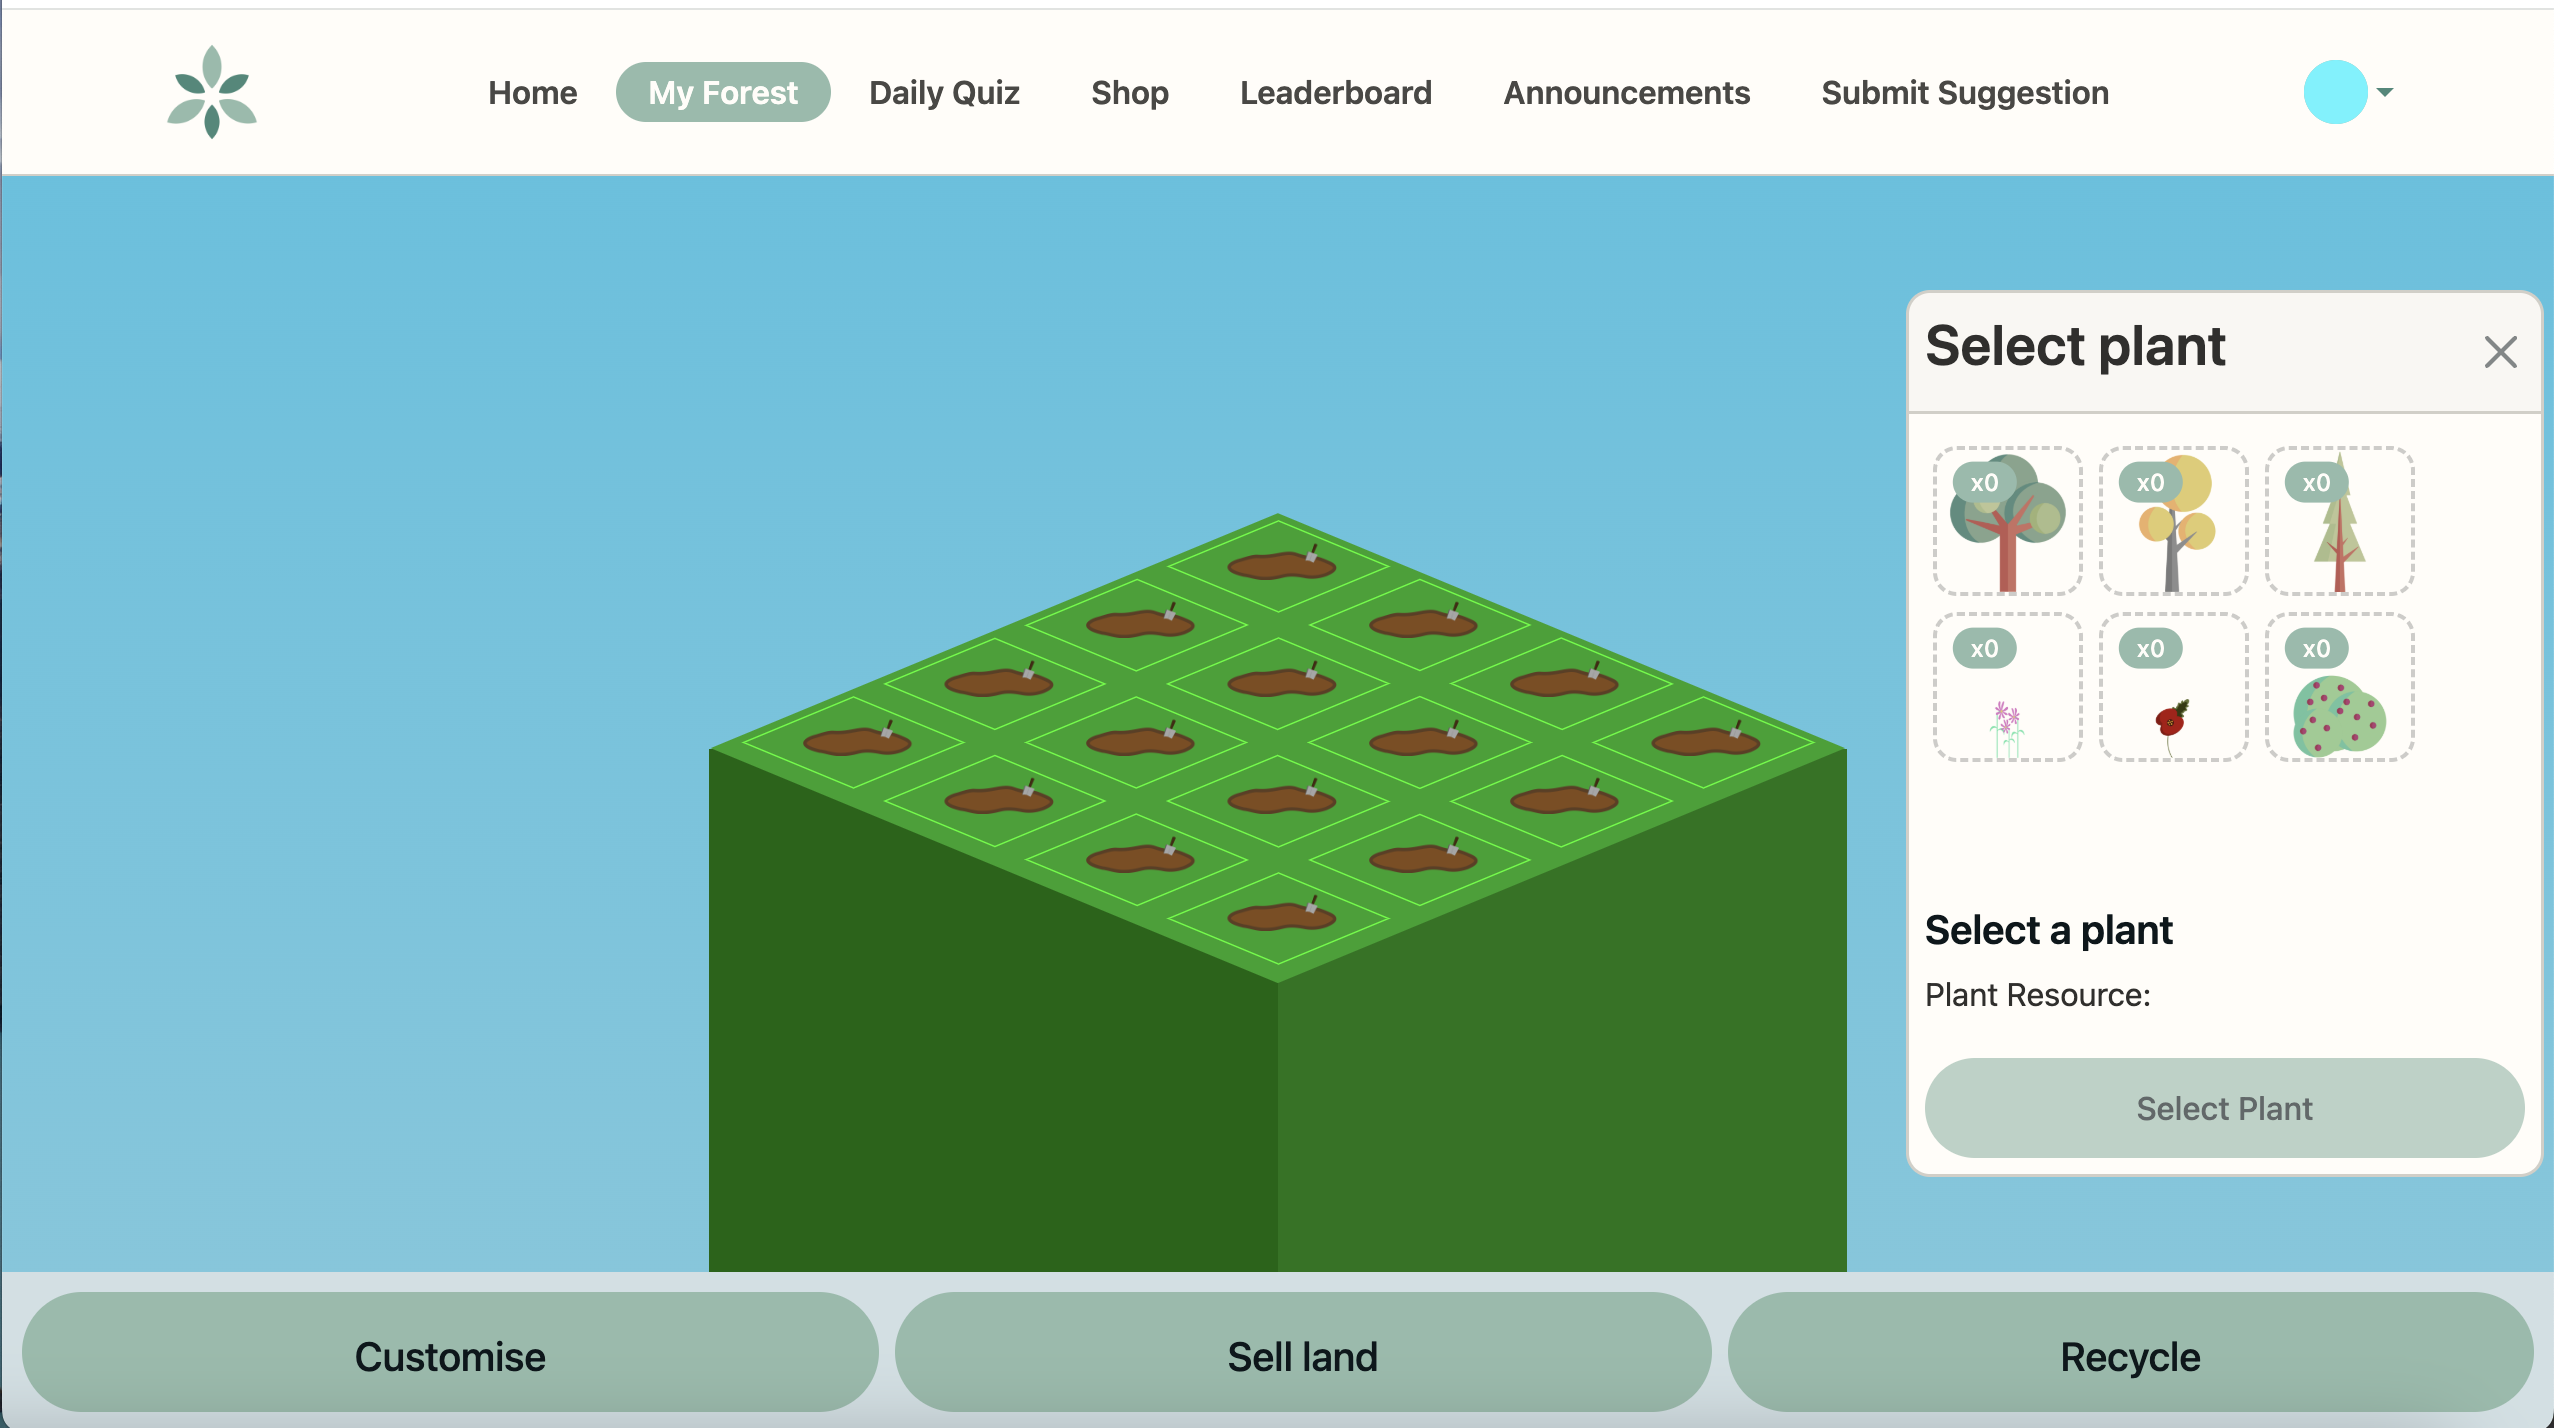 Home My Forest Daily Quiz Shop Leaderboard Announcements Submit Suggestion
Select plant
x0 x0 x0
x0 x0 x0
Select a plant
Plant Resource:
Select Plant
Customise Sell land Recycle